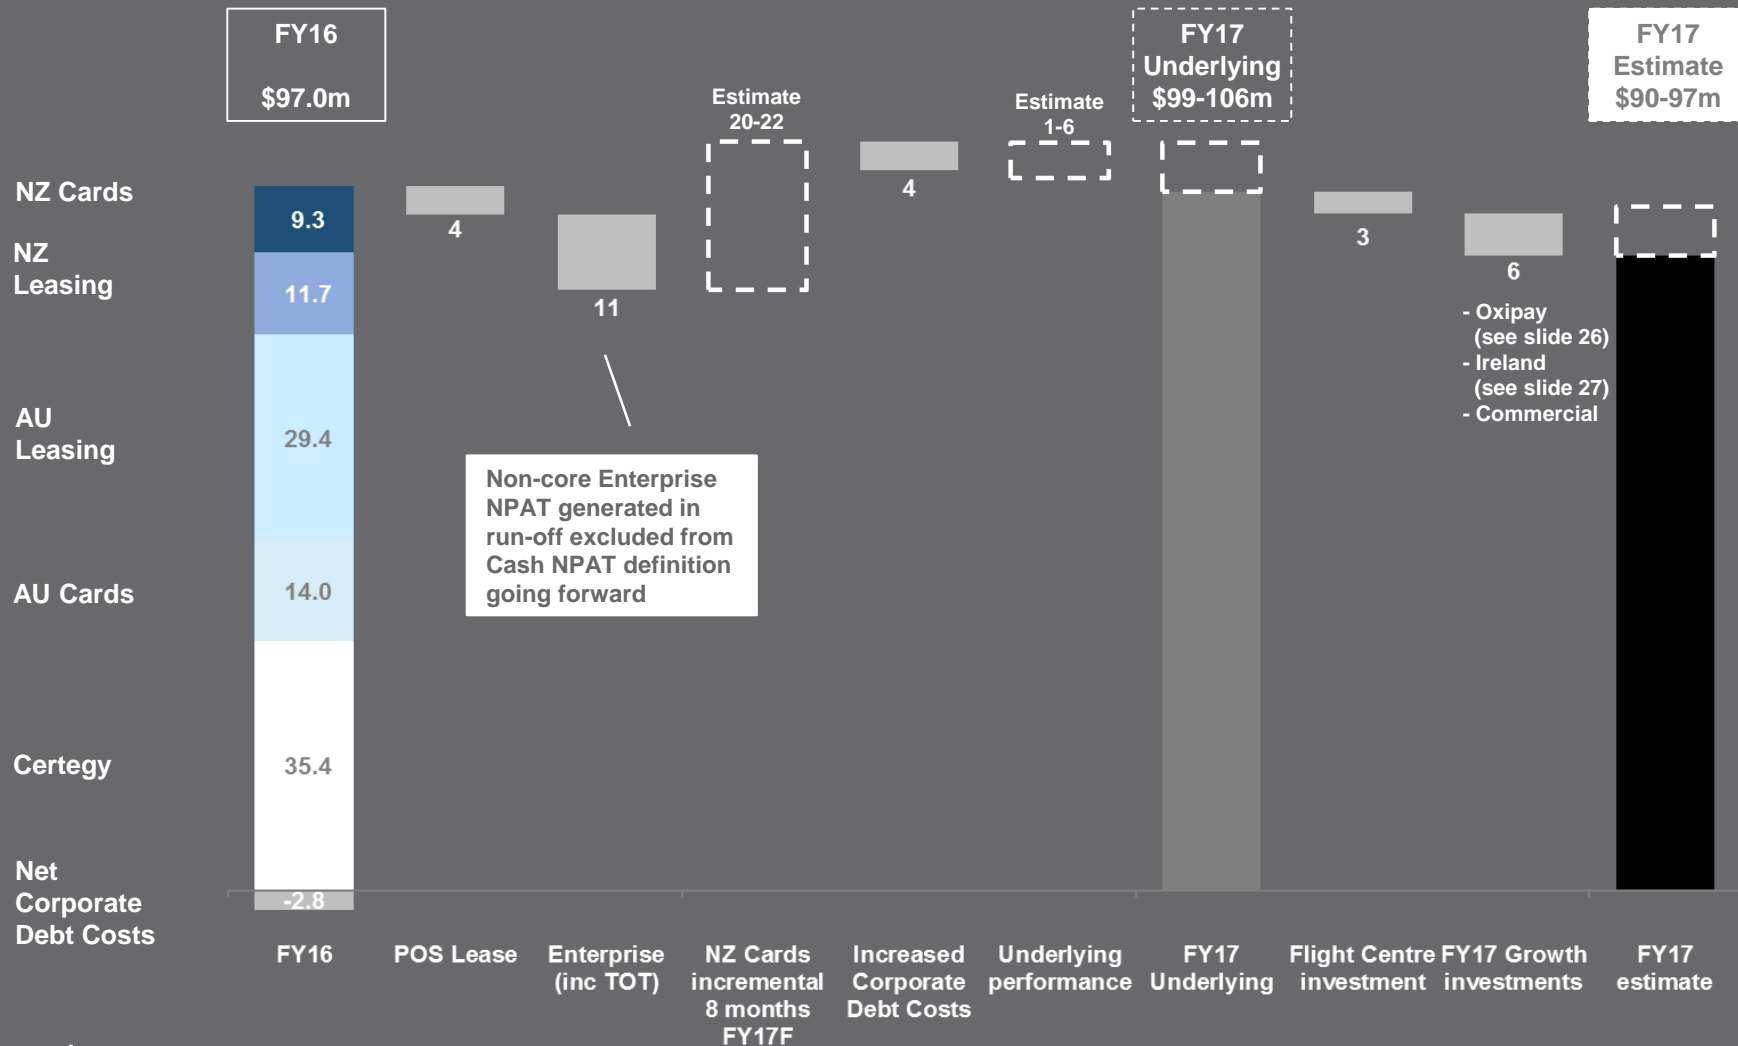 FY16
$97.0m
FY17
Underlying
$99-106m
FY17
Estimate
$90-97m
Estimate
20-22
Estimate
1-6
NZ Cards
NZ
Leasing
AU
Leasing
AU Cards
Certegy
Net
Corporate
Debt Costs
9.3
11.7
29.4
14.0
35.4
-2.8
4
11
4
3
6
- Oxipay
(see slide 26)
- Ireland
(see slide 27)
- Commercial
Non-core Enterprise
NPAT generated in
run-off excluded from
Cash NPAT definition
going forward
FY16
POS Lease
Enterprise
(inc TOT)
NZ Cards
incremental
8 months
FY17F
Increased
Corporate
Debt Costs
Underlying
performance
FY17
Underlying
Flight Centre
investment
FY17 Growth
investments
FY17
estimate